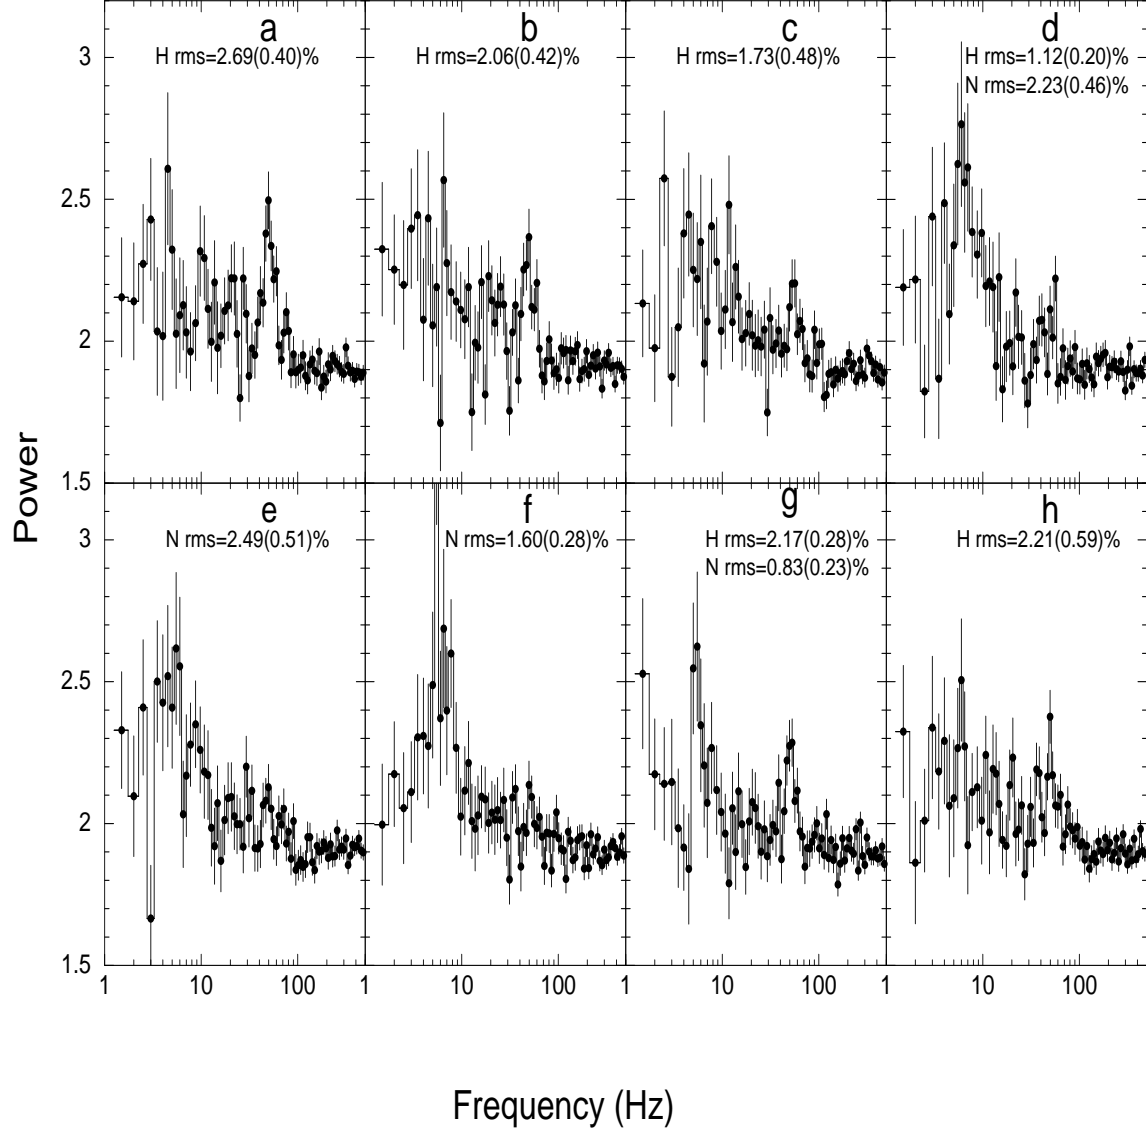 a
H rms=2.69(0.40)%
b
H rms=2.06(0.42)%
c
H rms=1.73(0.48)%
d
H rms=1.12(0.20)%
N rms=2.23(0.46)%
3
2.5
2
1.5
e
N rms=2.49(0.51)%
f
N rms=1.60(0.28)%
g
H rms=2.17(0.28)%
N rms=0.83(0.23)%
h
H rms=2.21(0.59)%
3
2.5
2
1.5
Power
1 10 100 1 10 100 1 10 100 1 10 100
Frequency (Hz)